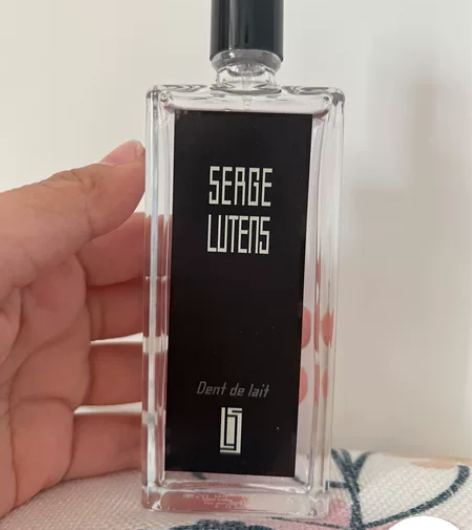 SERGE
LUTENS
Dent de lait